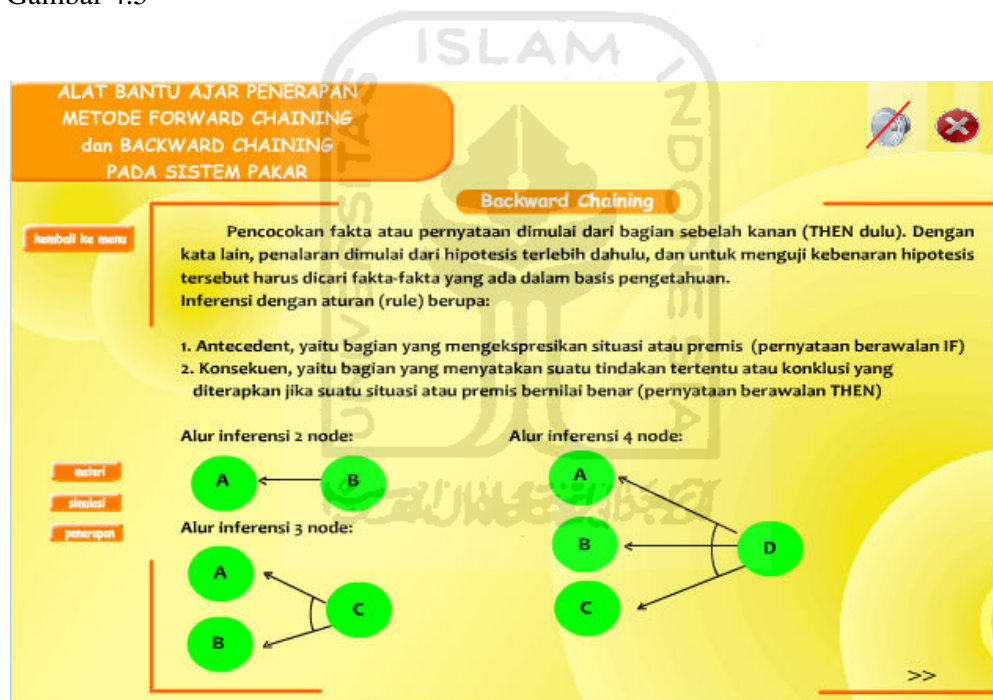 ALAT BANTU AJAR PENERAPAN
METODE FORWARD CHAINING
dan BACKWARD CHAINING
PADA SISTEM PAKAR
Backward Chaining
kembali ke menu
Pencocokan fakta atau pernyataan dimulai dari bagian sebelah kanan (THEN dulu). Dengan
kata lain, penalaran dimulai dari hipotesis terlebih dahulu, dan untuk menguji kebenaran hipotesis
tersebut harus dicari fakta-fakta yang ada dalam basis pengetahuan.
Inferensi dengan aturan (rule) berupa:
1. Antecedent, yaitu bagian yang mengekspresikan situasi atau premis (pernyataan berawalan IF)
2. Konsekuen, yaitu bagian yang menyatakan suatu tindakan tertentu atau konklusi yang
diterapkan jika suatu situasi atau premis bernilai benar (pernyataan berawalan THEN)
Alur inferensi 2 node:
A
B
Alur inferensi 3 node:
A
B
C
Alur inferensi 4 node:
A
B
C
D
materi
simulasi
penerapan
>>
UNIVERSITAS
ISLAM
INDONESIA